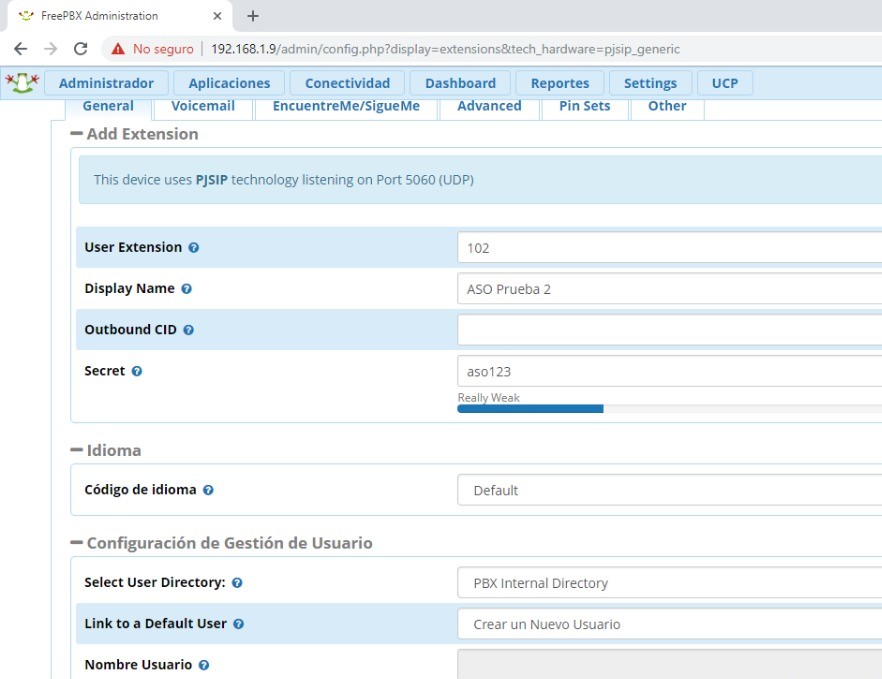 FreePBX Administration
No seguro 192.168.1.9/admin/config.php?display=extensions&tech_hardware=pjsip_generic
Administrador Aplicaciones Conectividad Dashboard Reportes Settings UCP
General Voicemail EncuentreMe/SigueMe Advanced Pin Sets Other
Add Extension
This device uses PJSIP technology listening on Port 5060 (UDP)
User Extension 102
Display Name ASO Prueba 2
Outbound CID
Secret aso123
Really Weak
Idioma
Código de idioma Default
Configuración de Gestión de Usuario
Select User Directory: PBX Internal Directory
Link to a Default User Crear un Nuevo Usuario
Nombre Usuario